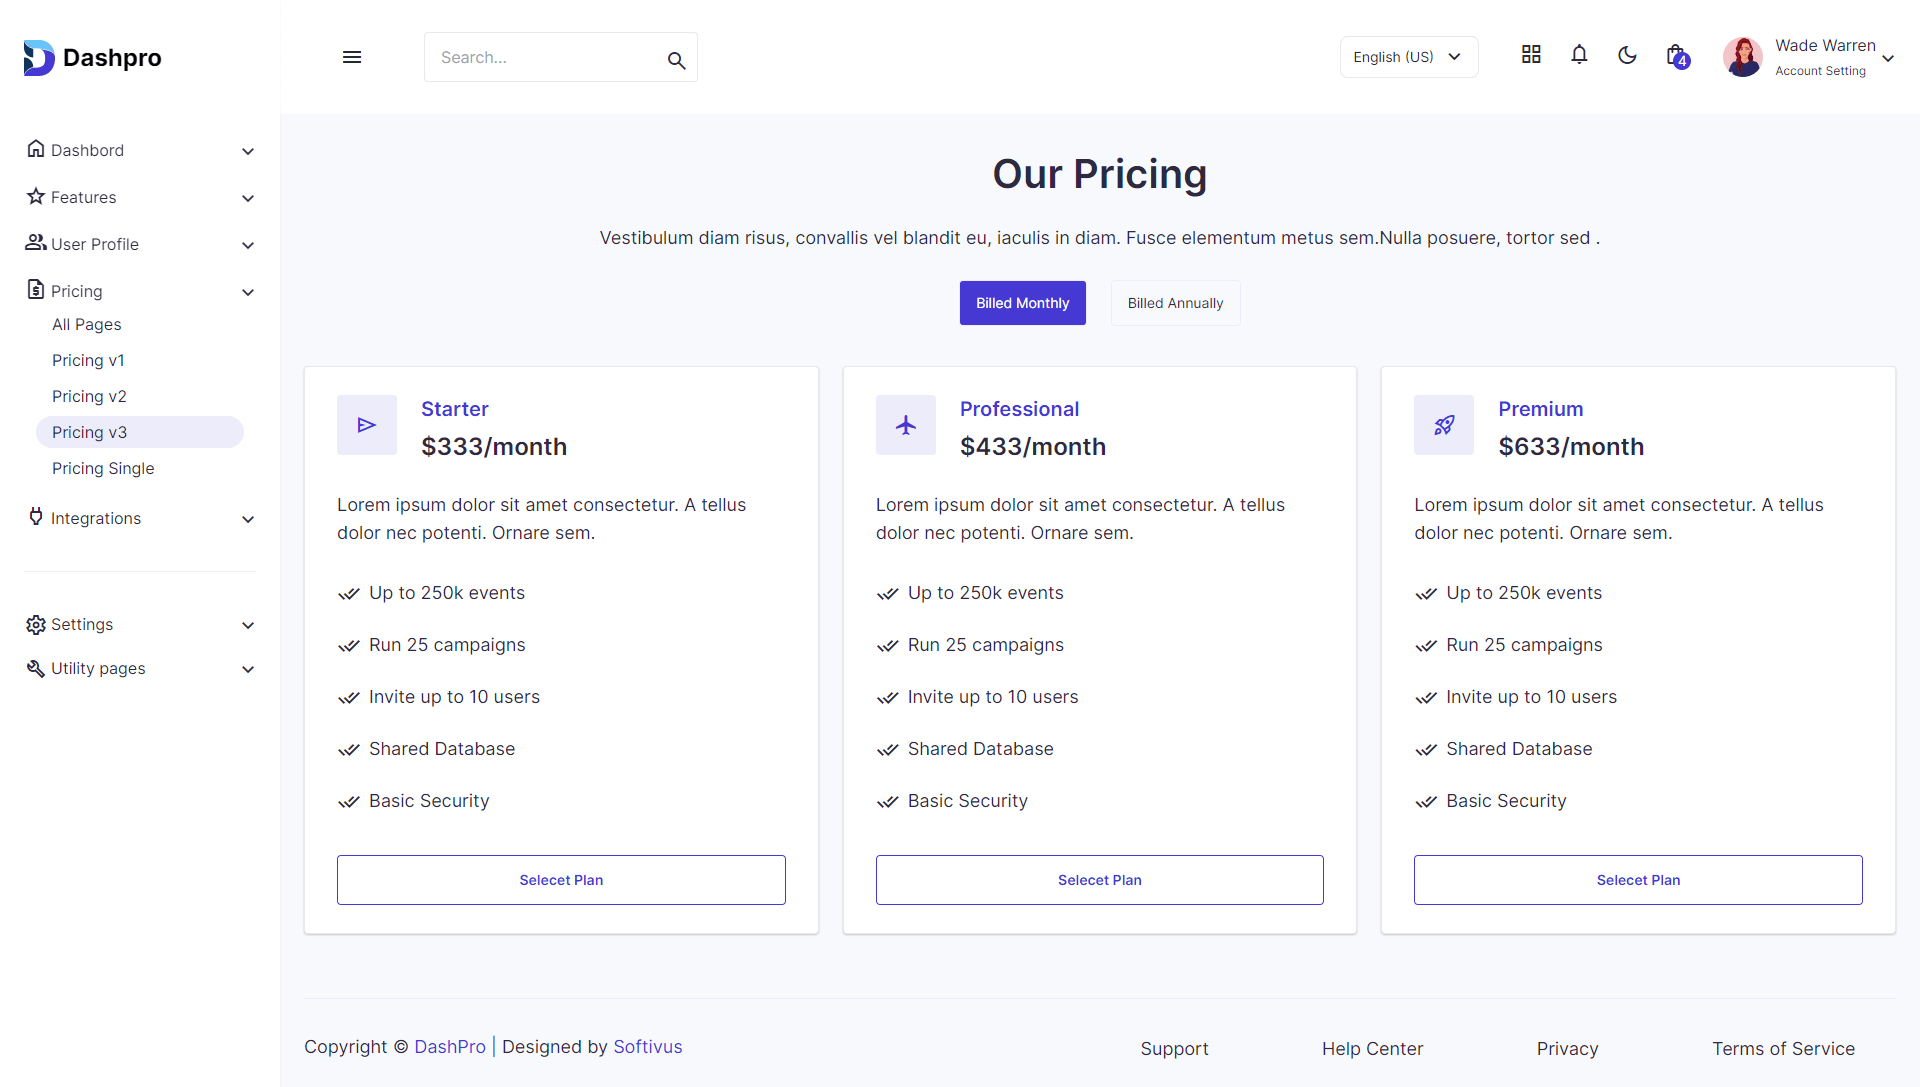 Dashpro
Search...
English (US)
4
Wade Warren
Account Setting
Dashbord
Features
User Profile
Pricing
All Pages
Pricing v1
Pricing v2
Pricing v3
Pricing Single
Integrations
Settings
Utility pages
Our Pricing
Vestibulum diam risus, convallis vel blandit eu, iaculis in diam. Fusce elementum metus sem.Nulla posuere, tortor sed .
Billed Monthly
Billed Annually
Starter
$333/month
Lorem ipsum dolor sit amet consectetur. A tellus
dolor nec potenti. Ornare sem.
Up to 250k events
Run 25 campaigns
Invite up to 10 users
Shared Database
Basic Security
Selecet Plan
Professional
$433/month
Lorem ipsum dolor sit amet consectetur. A tellus
dolor nec potenti. Ornare sem.
Up to 250k events
Run 25 campaigns
Invite up to 10 users
Shared Database
Basic Security
Selecet Plan
Premium
$633/month
Lorem ipsum dolor sit amet consectetur. A tellus
dolor nec potenti. Ornare sem.
Up to 250k events
Run 25 campaigns
Invite up to 10 users
Shared Database
Basic Security
Selecet Plan
Copyright © DashPro | Designed by Softivus
Support
Help Center
Privacy
Terms of Service